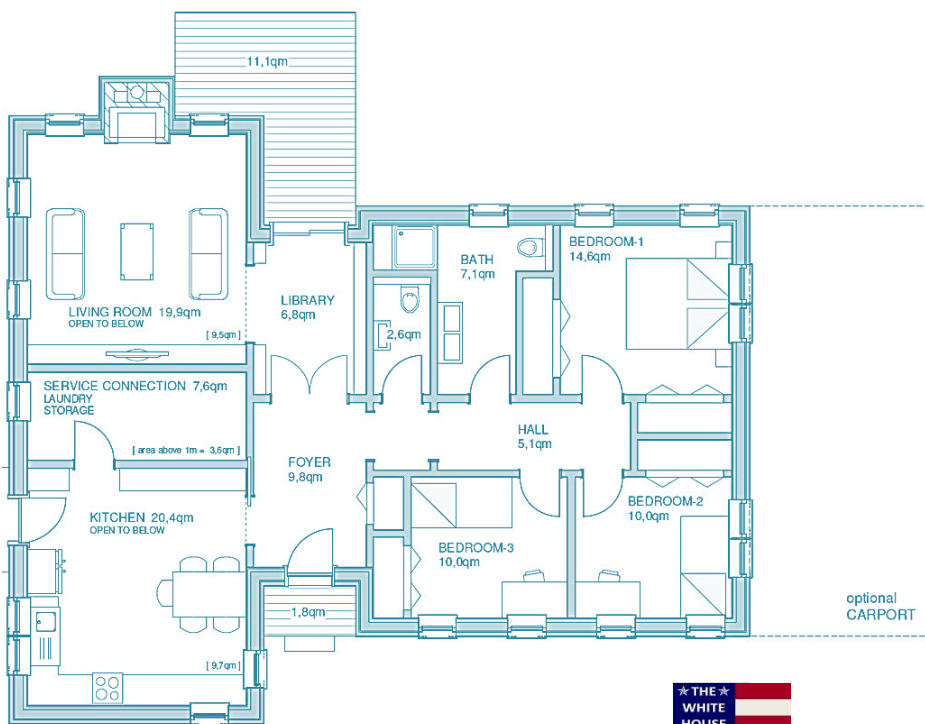 11,1qm
LIVING ROOM 19,9qm
OPEN TO BELOW
[ 9,5qm ]
LIBRARY
6,8qm
2,6qm
BATH
7,1qm
BEDROOM-1
14,6qm
SERVICE CONNECTION 7,6qm
LAUNDRY
STORAGE
[ area above 1m = 3,6qm ]
FOYER
9,8qm
HALL
5,1qm
KITCHEN 20,4qm
OPEN TO BELOW
[ 9,7qm ]
BEDROOM-3
10,0qm
BEDROOM-2
10,0qm
1,8qm
optional
CARPORT
THE
WHITE
HOUSE